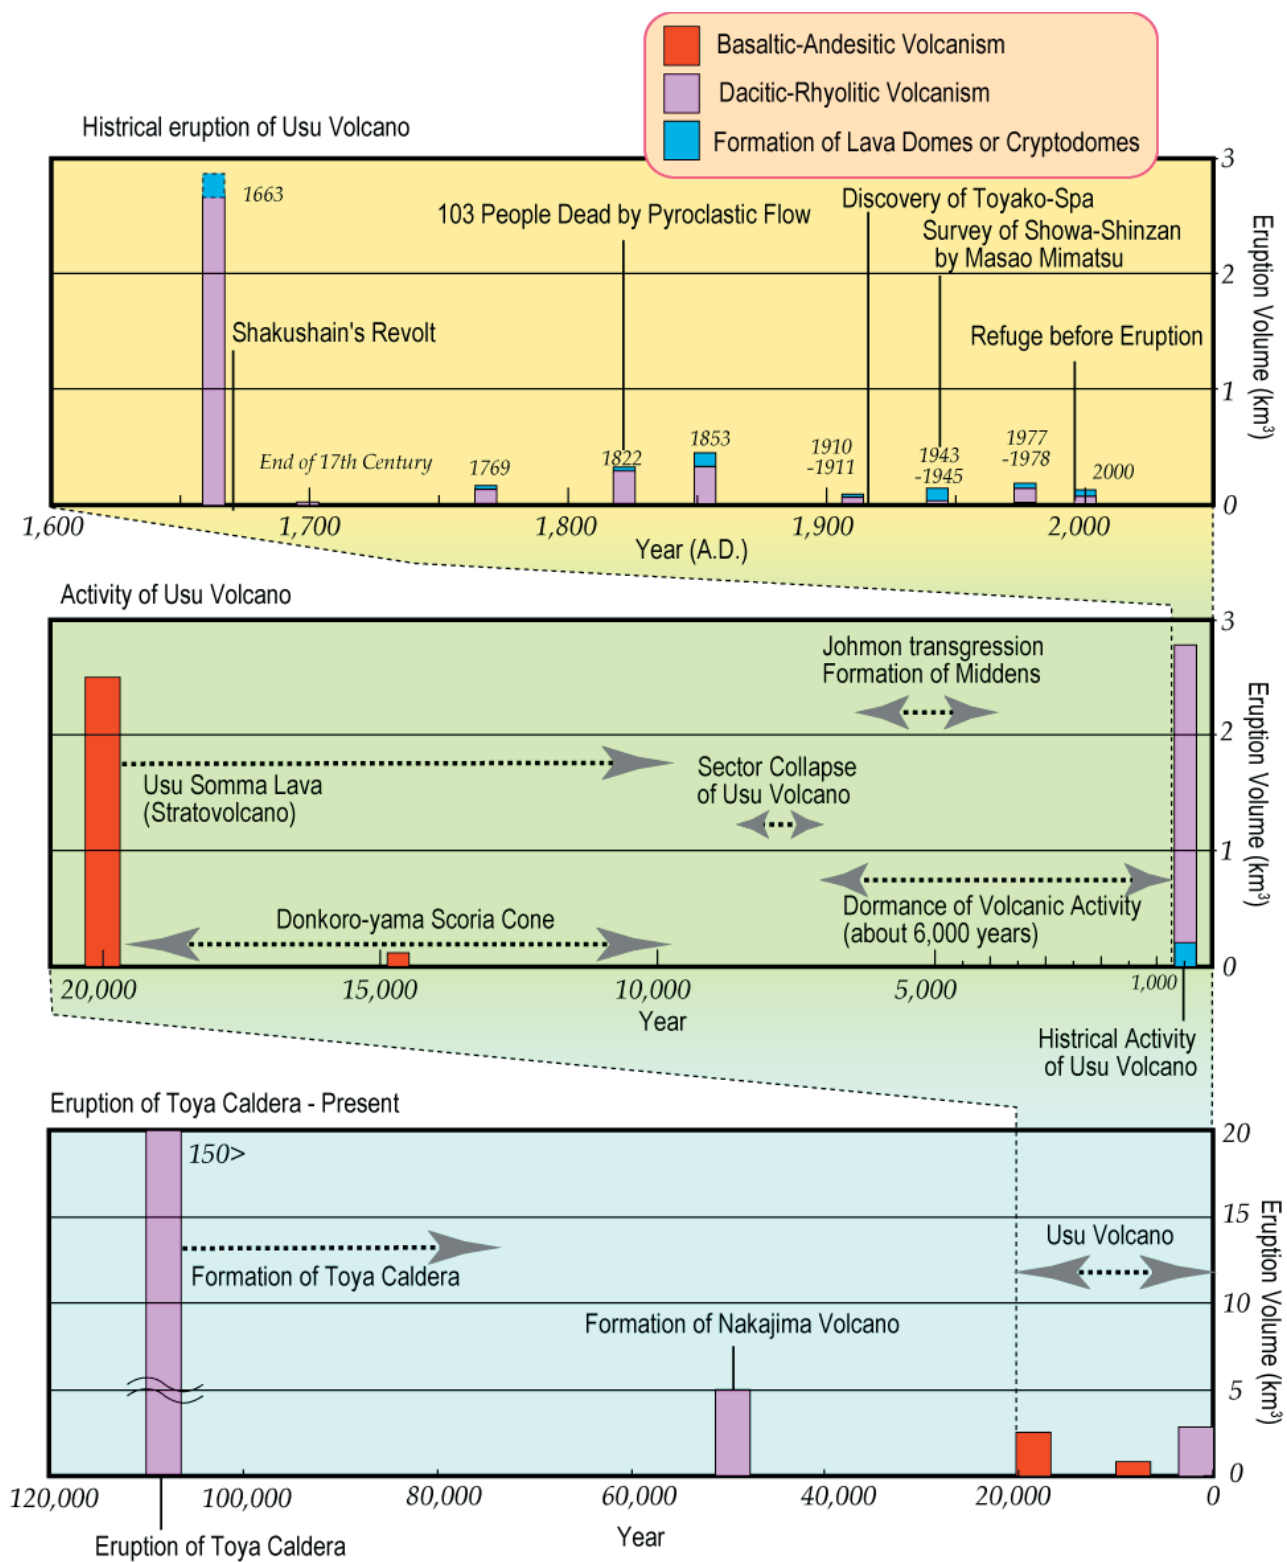 Basaltic-Andesitic Volcanism
Dacitic-Rhyolitic Volcanism
Formation of Lava Domes or Cryptodomes
Histrical eruption of Usu Volcano
3
1663
103 People Dead by Pyroclastic Flow
Discovery of Toyako-Spa
Survey of Showa-Shinzan
by Masao Mimatsu
2
Shakushain's Revolt
Refuge before Eruption
1
Eruption Volume (km³)
End of 17th Century
1769
1822
1853
1910
-1911
1943
-1945
1977
-1978
2000
0
1,600
1,700
1,800
1,900
2,000
Year (A.D.)
Activity of Usu Volcano
3
Johmon transgression
Formation of Middens
2
Usu Somma Lava
(Stratovolcano)
Sector Collapse
of Usu Volcano
1
Eruption Volume (km³)
Donkoro-yama Scoria Cone
Dormance of Volcanic Activity
(about 6,000 years)
0
20,000
15,000
10,000
5,000
1,000
Year
Histrical Activity
of Usu Volcano
Eruption of Toya Caldera - Present
20
150>
15
Formation of Toya Caldera
Usu Volcano
10
Formation of Nakajima Volcano
5
Eruption Volume (km³)
0
120,000
100,000
80,000
60,000
40,000
20,000
0
Year
Eruption of Toya Caldera